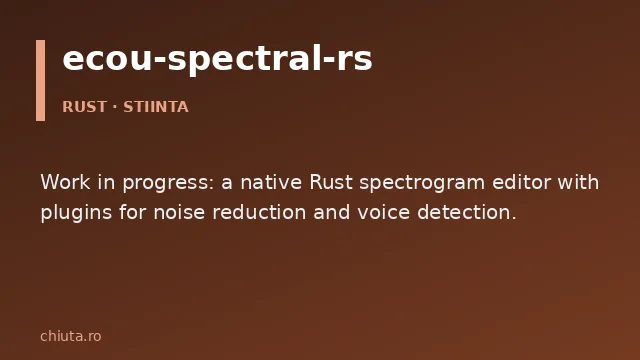 ecou-spectral-rs
RUST · STIINTA
Work in progress: a native Rust spectrogram editor with
plugins for noise reduction and voice detection.
chiuta.ro